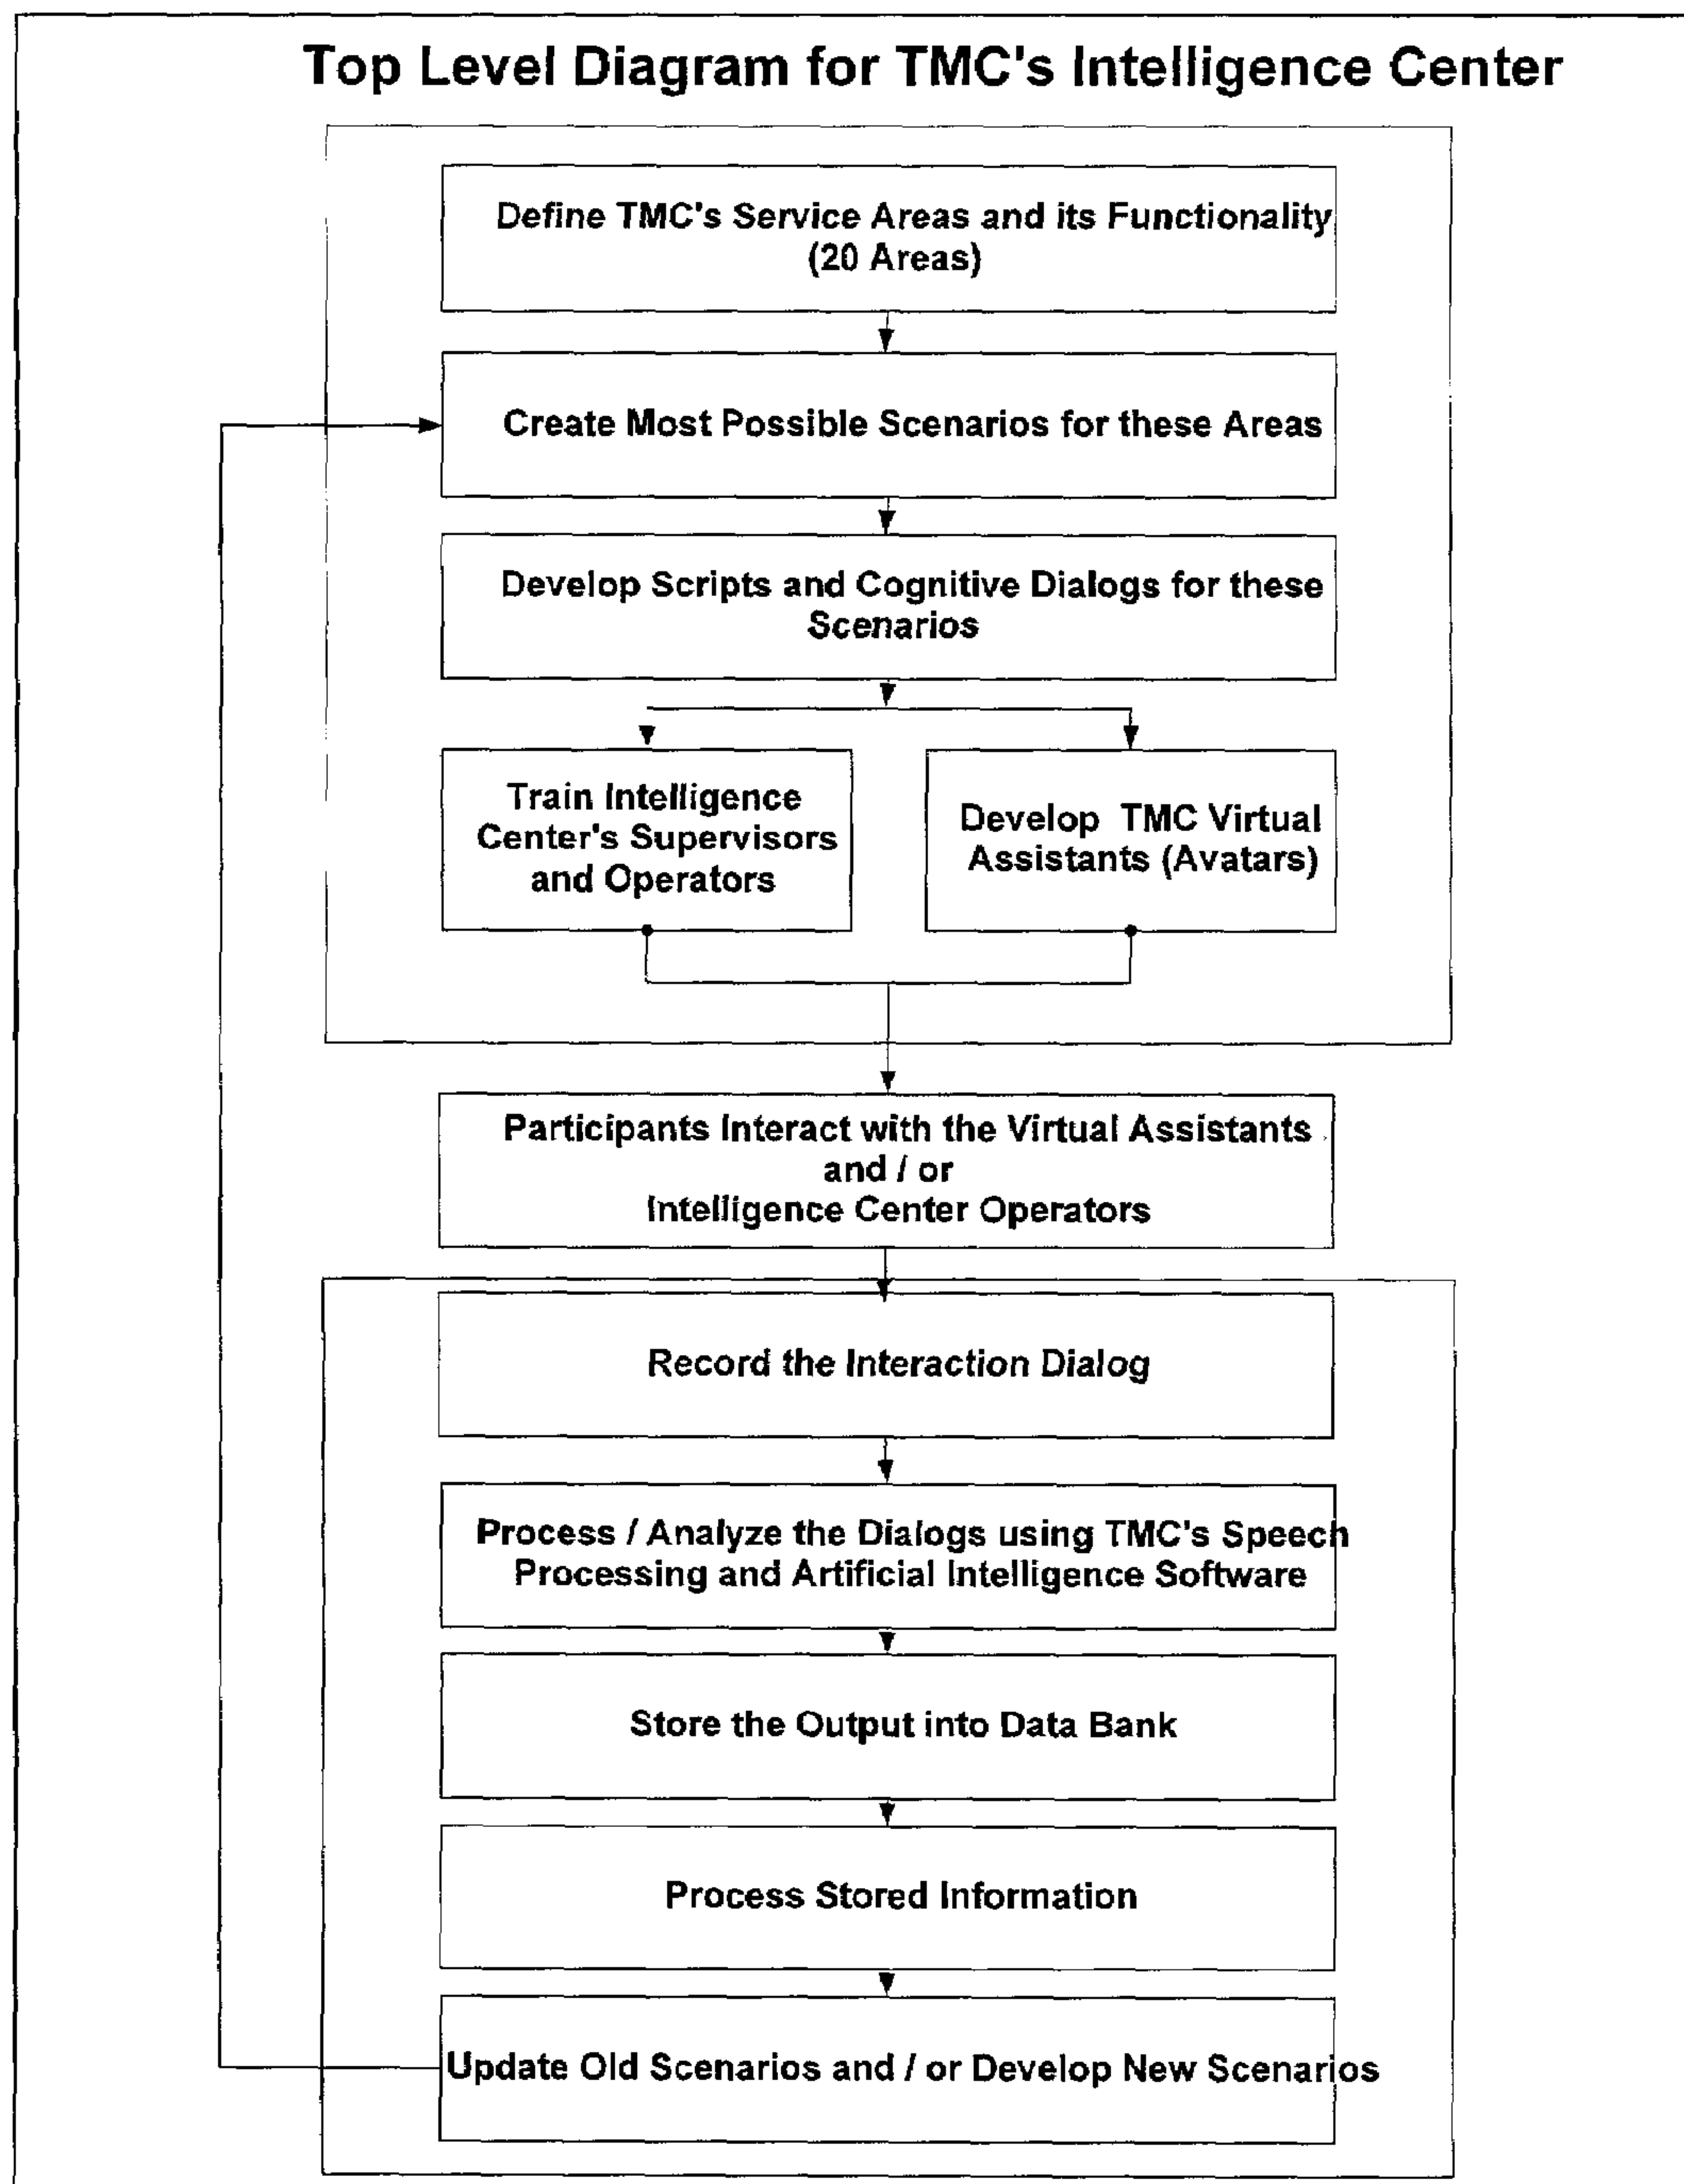 Top Level Diagram for TMC's Intelligence Center
Define TMC's Service Areas and its Functionality
(20 Areas)
Create Most Possible Scenarios for these Areas
Develop Scripts and Cognitive Dialogs for these
Scenarios
Train Intelligence
Center's Supervisors
and Operators
Develop TMC Virtual
Assistants (Avatars)
Participants Interact with the Virtual Assistants
and / or
Intelligence Center Operators
Record the Interaction Dialog
Process / Analyze the Dialogs using TMC's Speech
Processing and Artificial Intelligence Software
Store the Output into Data Bank
Process Stored Information
Update Old Scenarios and / or Develop New Scenarios